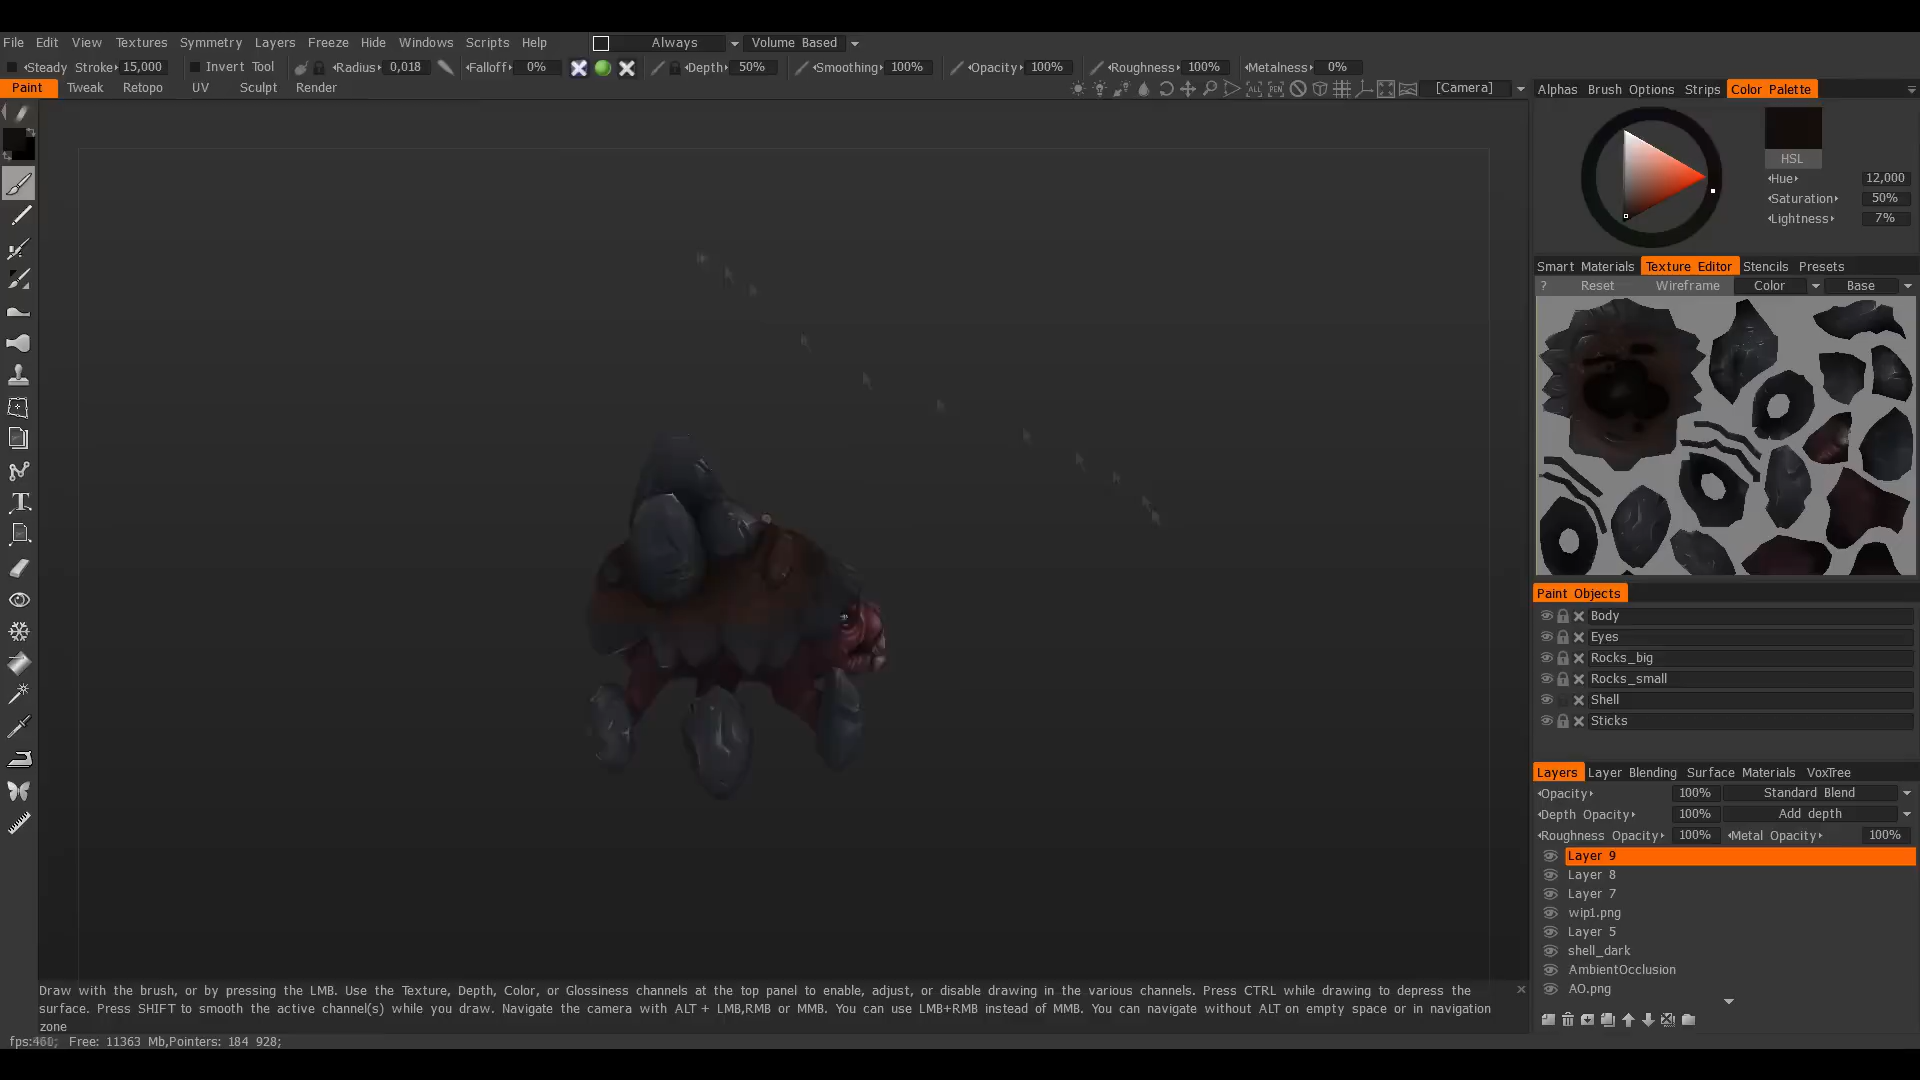 File Edit View Textures Symmetry Layers Freeze Hide Windows Scripts Help Always Volume Based
Steady Stroke 15,000 Invert Tool Radius 0,018 Falloff 0% Depth 50% Smoothing 100% Opacity 100% Roughness 100% Metalness 0%
Paint Tweak Retopo UV Sculpt Render [Camera]
Alphas Brush Options Strips Color Palette
HSL
Hue 12,000
Saturation 50%
Lightness 7%
Smart Materials Texture Editor Stencils Presets
? Reset Wireframe Color Base
Paint Objects
Body
Eyes
Rocks_big
Rocks_small
Shell
Sticks
Layers Layer Blending Surface Materials VoxTree
Opacity 100% Standard Blend
Depth Opacity 100% Add depth
Roughness Opacity 100% Metal Opacity 100%
Layer 9
Layer 8
Layer 7
wip1.png
Layer 5
shell_dark
AmbientOcclusion
AO.png
Draw with the brush, or by pressing the LMB. Use the Texture, Depth, Color, or Glossiness channels at the top panel to enable, adjust, or disable drawing in the various channels. Press CTRL while drawing to depress the
surface. Press SHIFT to smooth the active channel(s) while you draw. Navigate the camera with ALT + LMB,RMB or MMB. You can use LMB+RMB instead of MMB. You can navigate without ALT on empty space or in navigation
zone
Free: 11363 Mb,Pointers: 184 928;